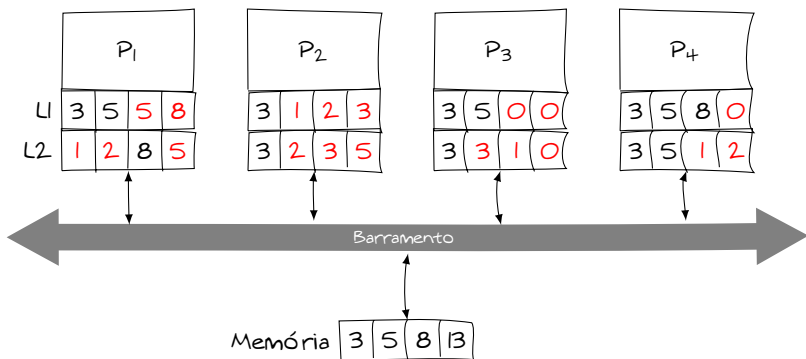 P1 P2 P3 P4
L1 3 5 5 8 3 1 2 3 3 5 0 0 3 5 8 0
L2 1 2 8 5 3 2 3 5 3 3 1 0 3 5 1 2
Barramento
Memória 3 5 8 13